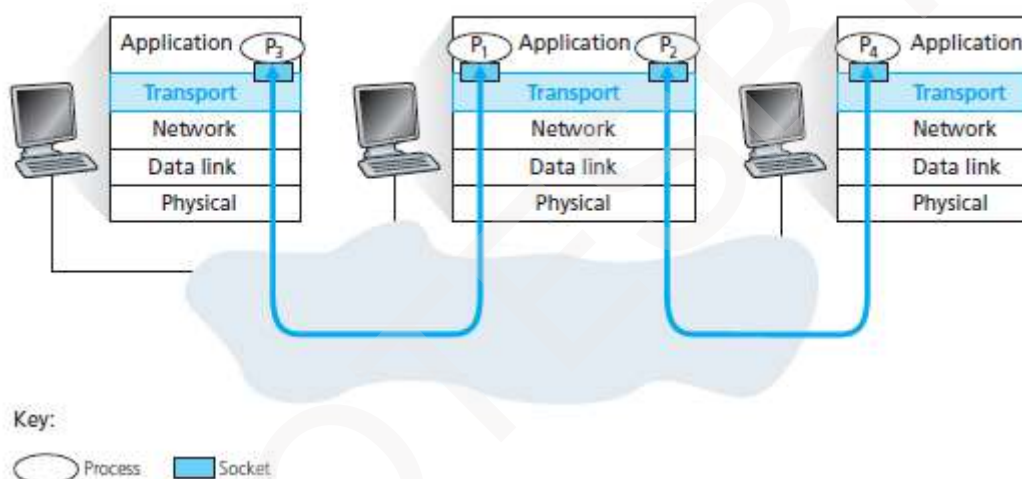 Application P3
P1 Application P2
P4 Application
Transport
Transport
Transport
Network
Network
Network
Data link
Data link
Data link
Physical
Physical
Physical
Key:
Process Socket